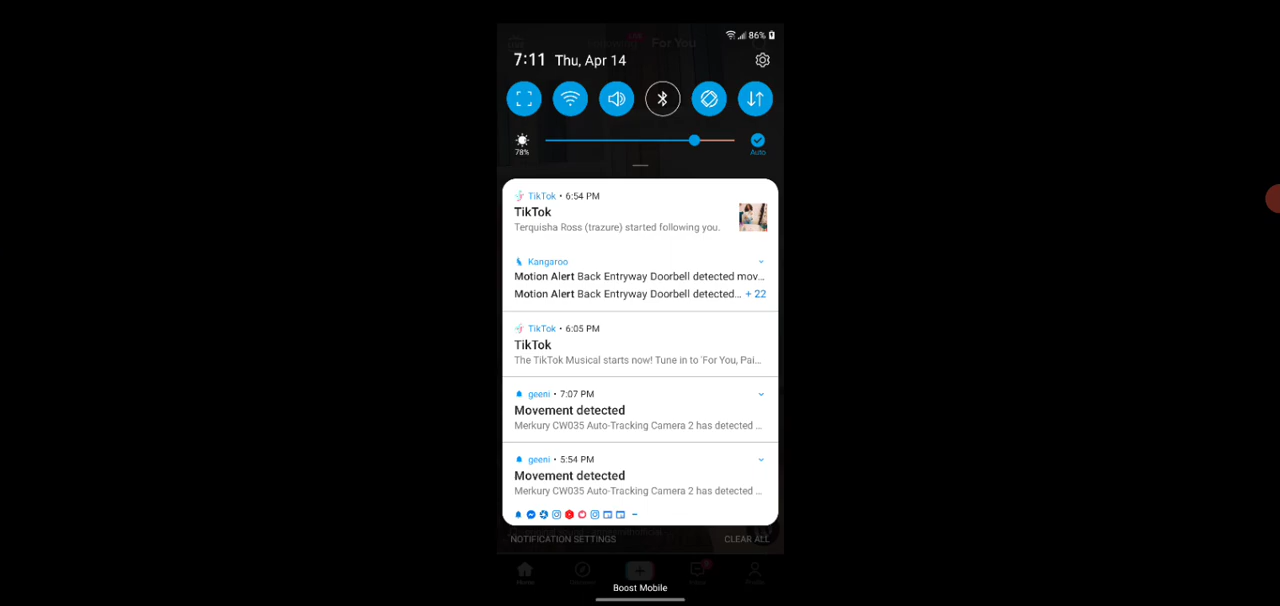 For You
86%
7:11 Thu, Apr 14
78%
Auto
TikTok • 6:54 PM
TikTok
Terquisha Ross (trazure) started following you.
Kangaroo
Motion Alert Back Entryway Doorbell detected mov...
Motion Alert Back Entryway Doorbell detected... + 22
TikTok • 6:05 PM
TikTok
The TikTok Musical starts now! Tune in to 'For You, Pai...
geeni • 7:07 PM
Movement detected
Merkury CW035 Auto-Tracking Camera 2 has detected ...
geeni • 5:54 PM
Movement detected
Merkury CW035 Auto-Tracking Camera 2 has detected ...
NOTIFICATION SETTINGS
CLEAR ALL
Home
Boost Mobile